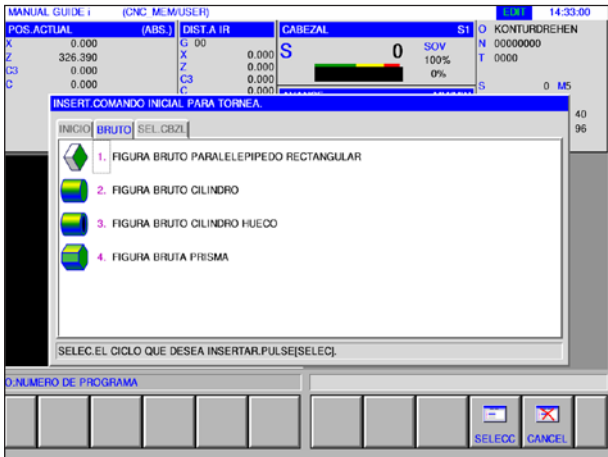 MANUAL GUIDE i (CNC MEM/USER) EDIT 14:33:00
POS.ACTUAL (ABS.) DIST.A IR CABEZAL S1 O KONTURDREHEN
X 0.000 G 00 N 00000000
Z 326.390 X 0.000 S 0 SOV T 0000
C3 0.000 Z 0.000 100%
C 0.000 C3 0.000 0% S 0 M5
C 0.000
INSERT.COMANDO INICIAL PARA TORNEA.
40
INICIO BRUTO SEL.CBZL 96
1. FIGURA BRUTO PARALELEPIPEDO RECTANGULAR
2. FIGURA BRUTO CILINDRO
3. FIGURA BRUTO CILINDRO HUECO
4. FIGURA BRUTA PRISMA
SELEC.EL CICLO QUE DESEA INSERTAR.PULSE[SELEC].
O:NUMERO DE PROGRAMA
SELECC CANCEL